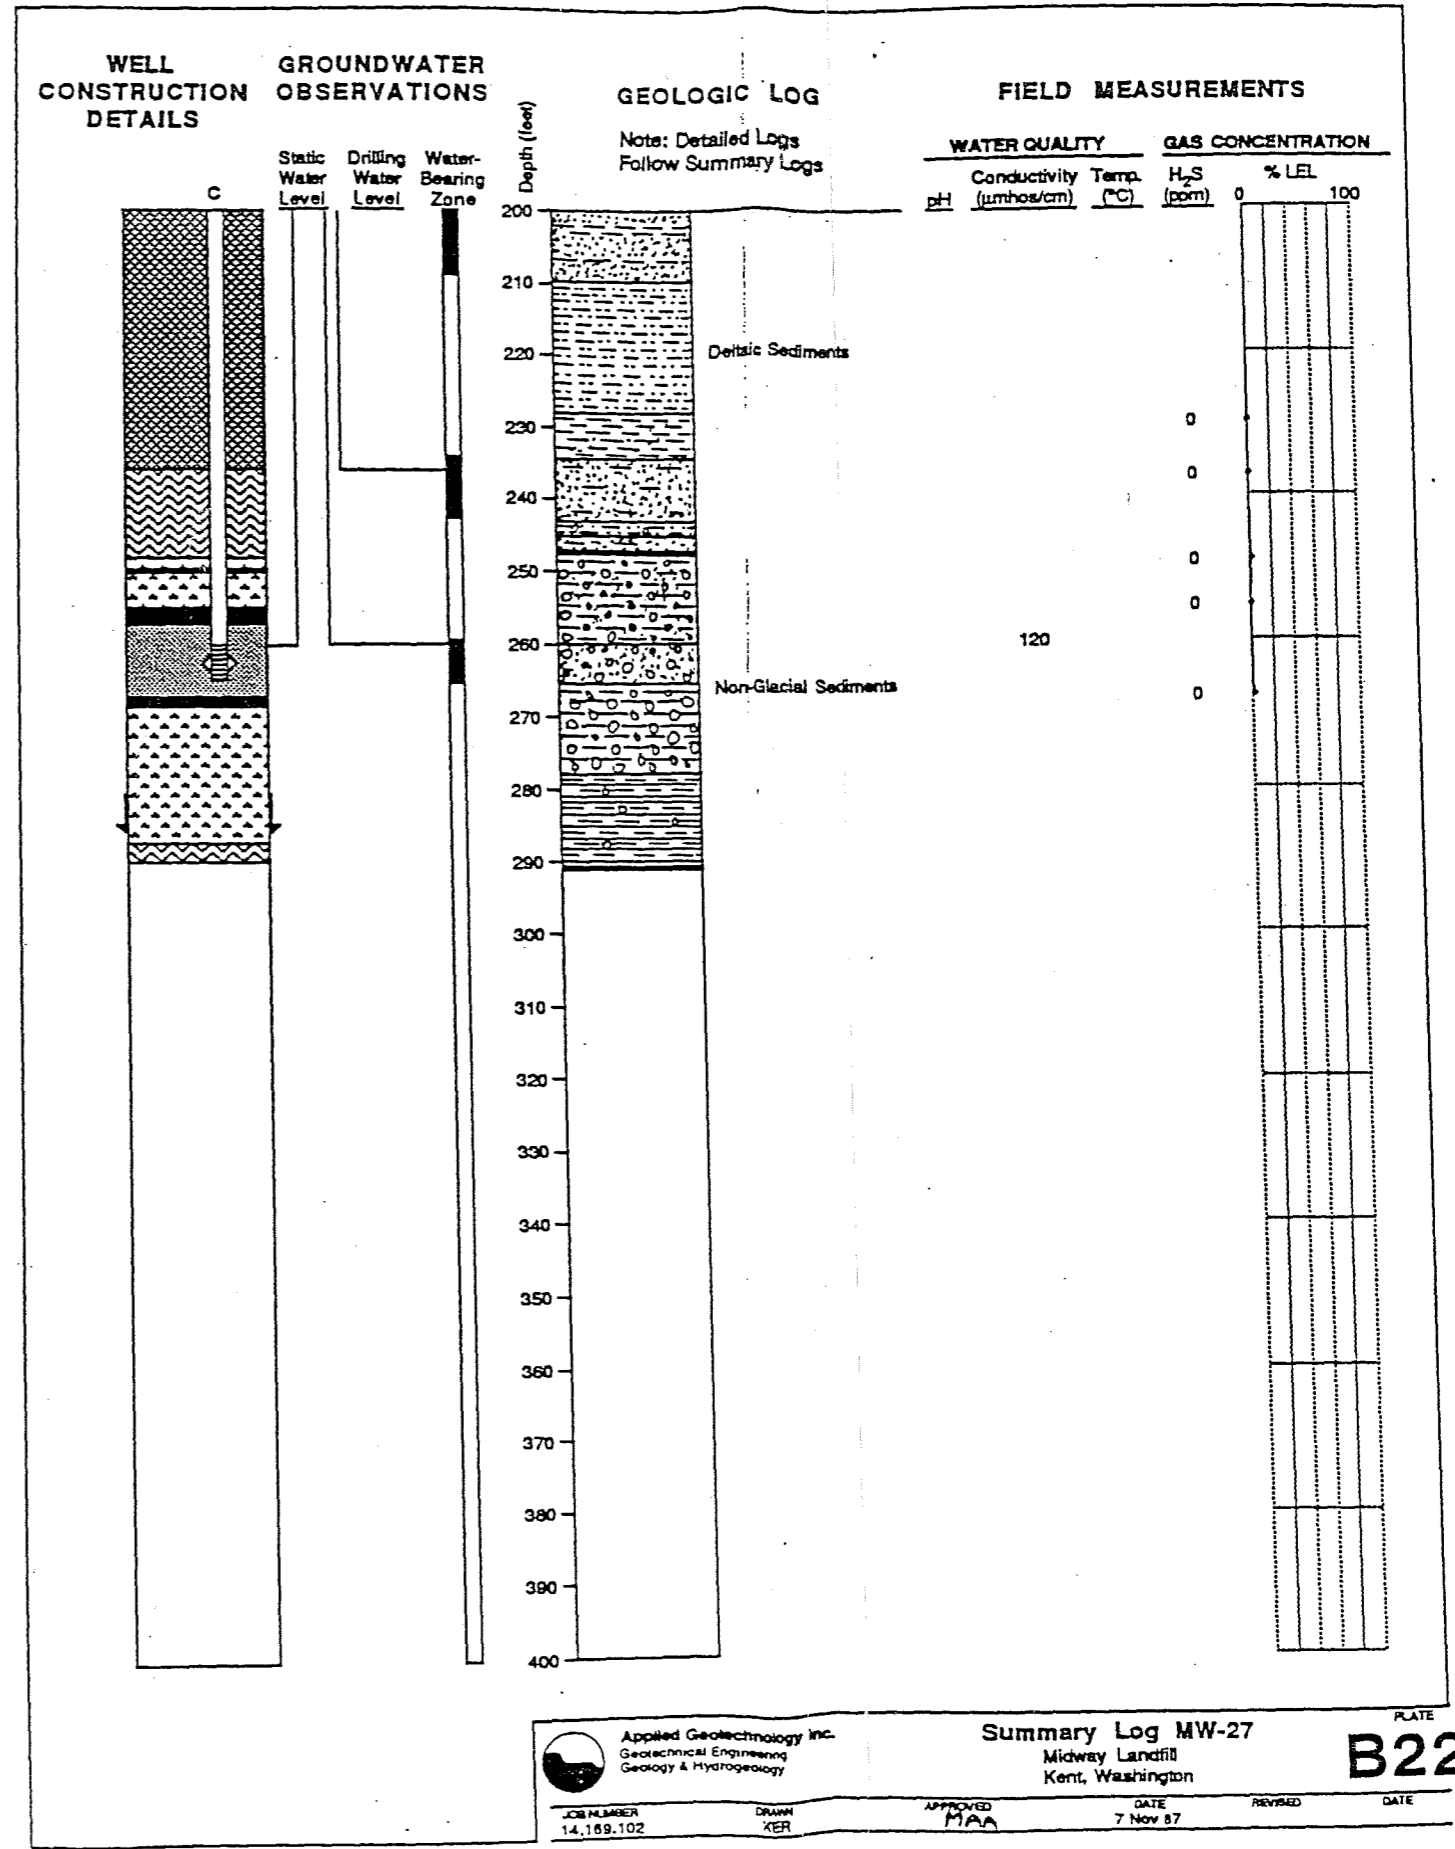 WELL
CONSTRUCTION
DETAILS
GROUNDWATER
OBSERVATIONS
GEOLOGIC LOG
Note: Detailed Logs
Follow Summary Logs
FIELD MEASUREMENTS
WATER QUALITY
GAS CONCENTRATION
C
Static
Water
Level
Drilling
Water
Level
Water-
Bearing
Zone
Depth (feet)
pH
Conductivity
(µmhos/cm)
Temp.
(°C)
H2S
(ppm)
% LEL
0
100
200
210
220
230
240
250
260
270
280
290
300
310
320
330
340
350
360
370
380
390
400
Deltaic Sediments
Non-Glacial Sediments
120
0
0
0
0
0
Applied Geotechnology Inc.
Geotechnical Engineering
Geology & Hydrogeology
Summary Log MW-27
Midway Landfill
Kent, Washington
PLATE
B22
JOB NUMBER
14,169.102
DRAWN
KER
APPROVED
MAA
DATE
7 Nov 87
REVISED
DATE